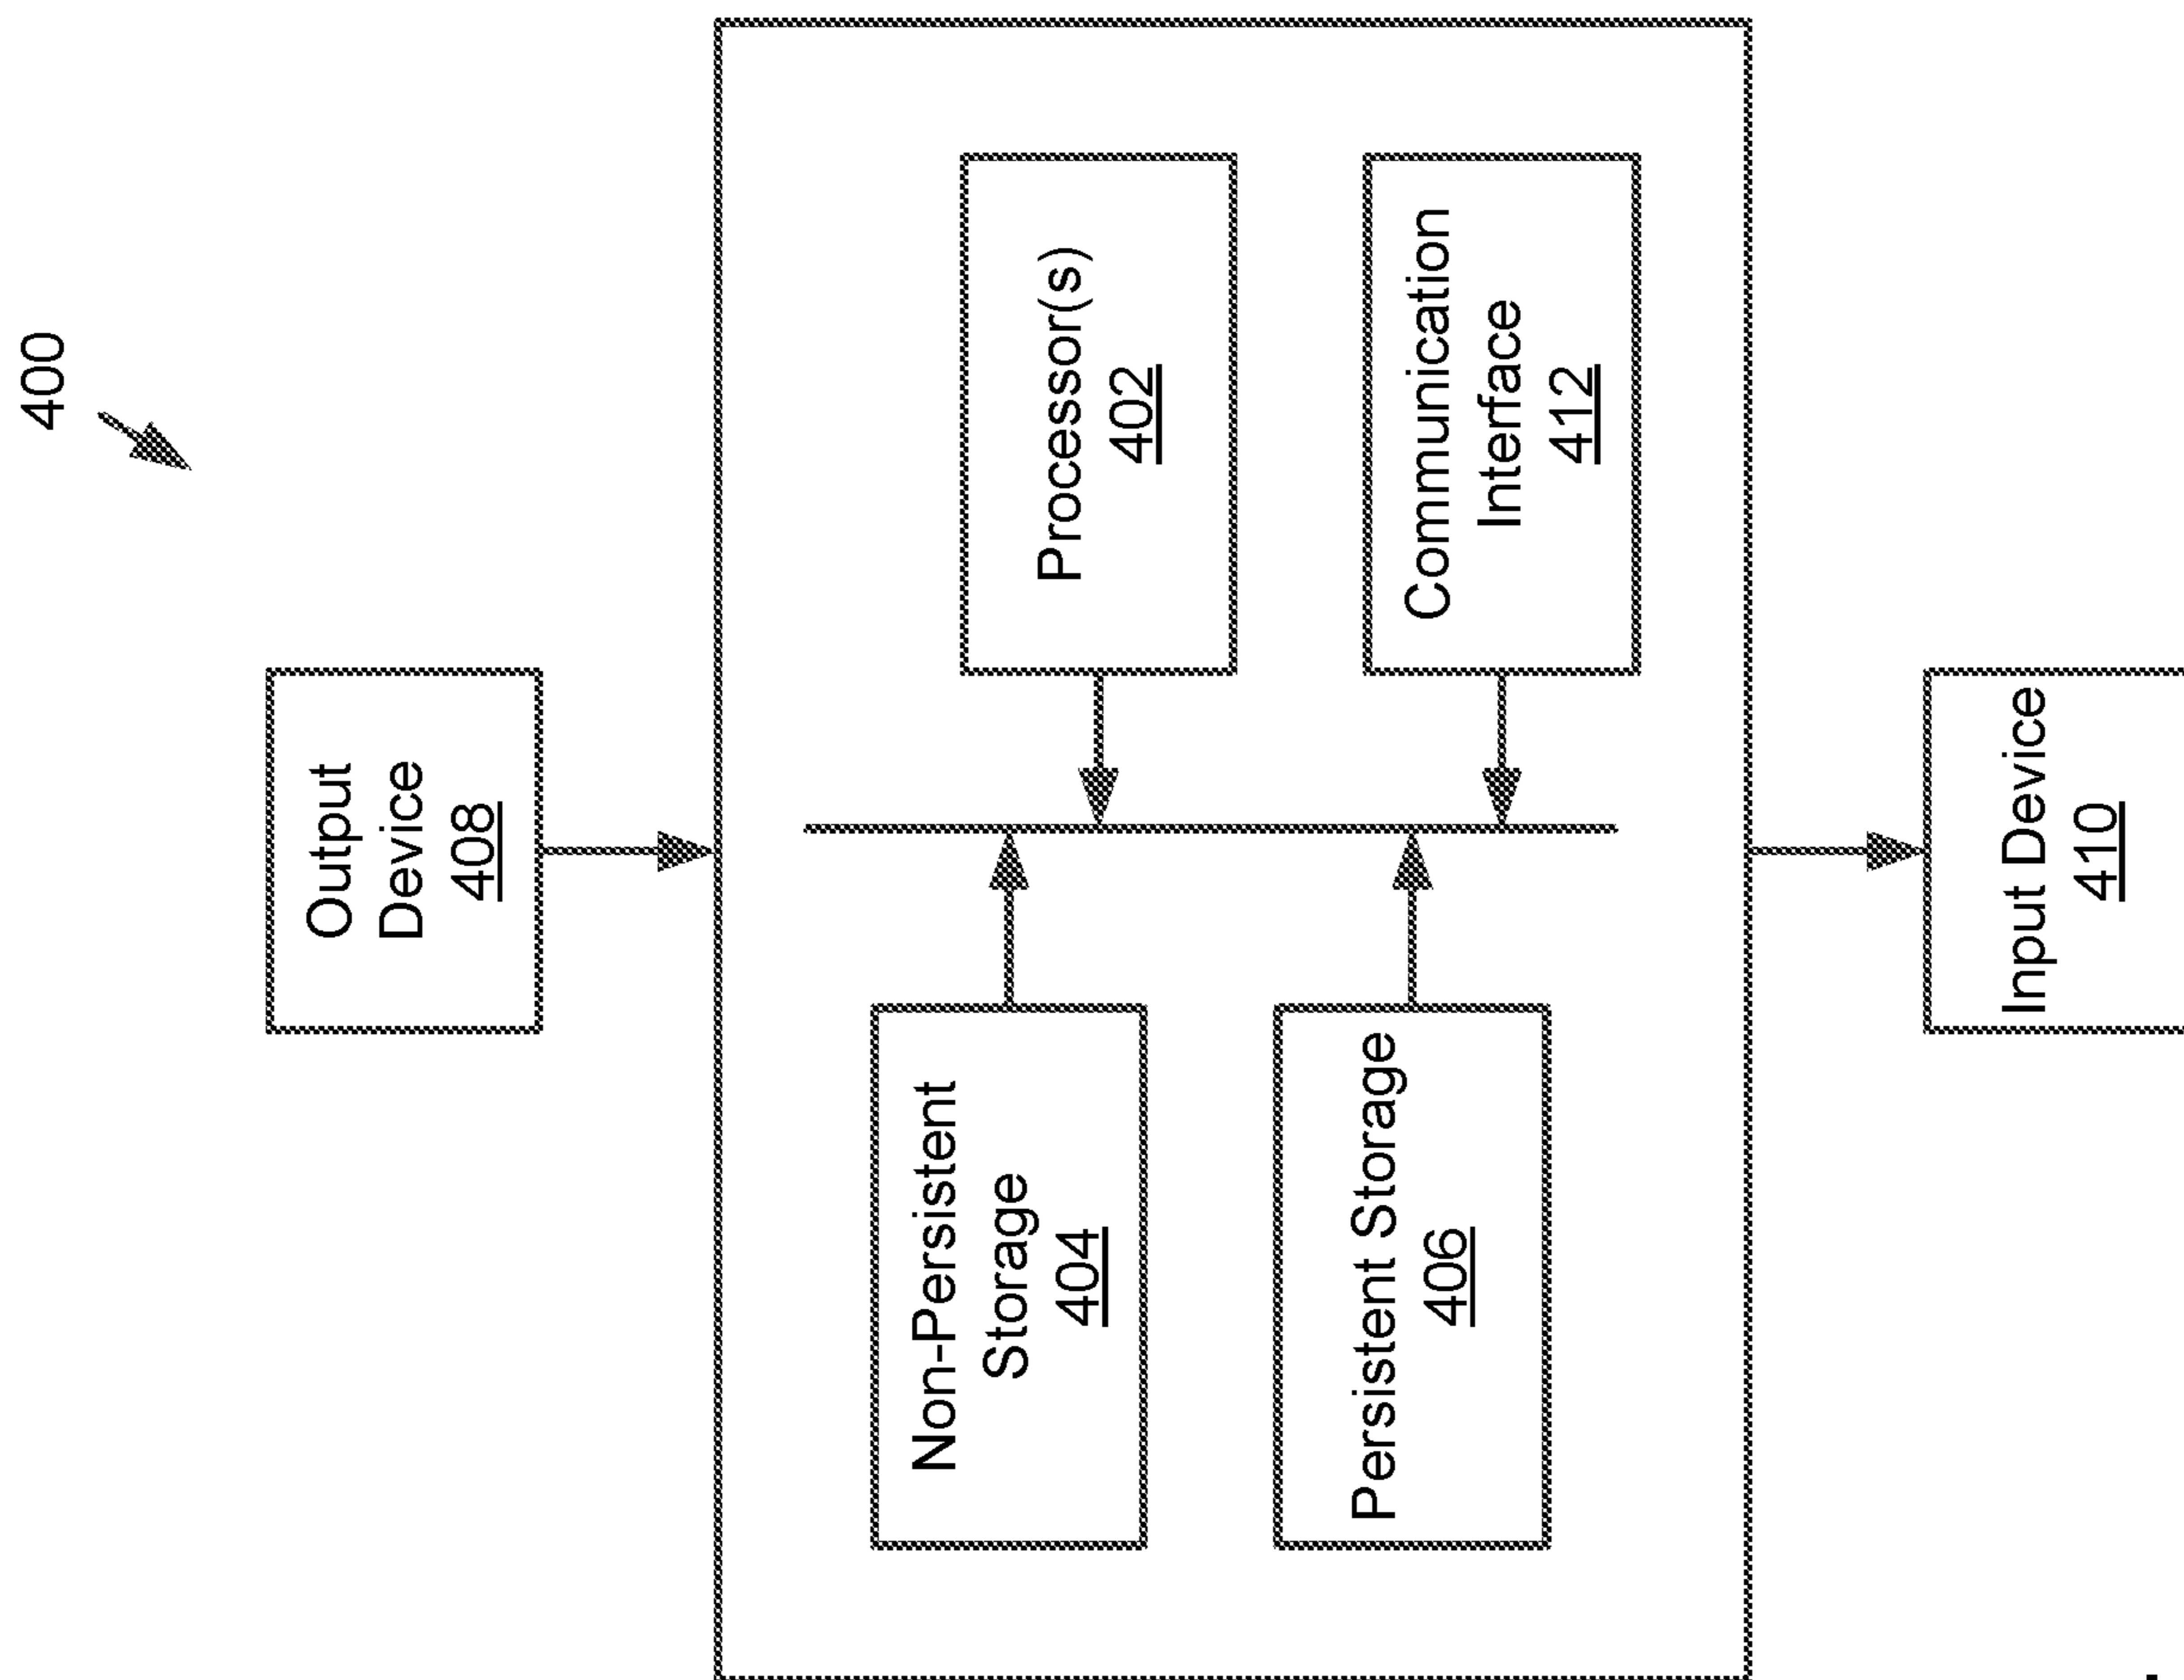 400
Output
Device
408
Non-Persistent
Storage
404
Processor(s)
402
Persistent Storage
406
Communication
Interface
412
Input Device
410